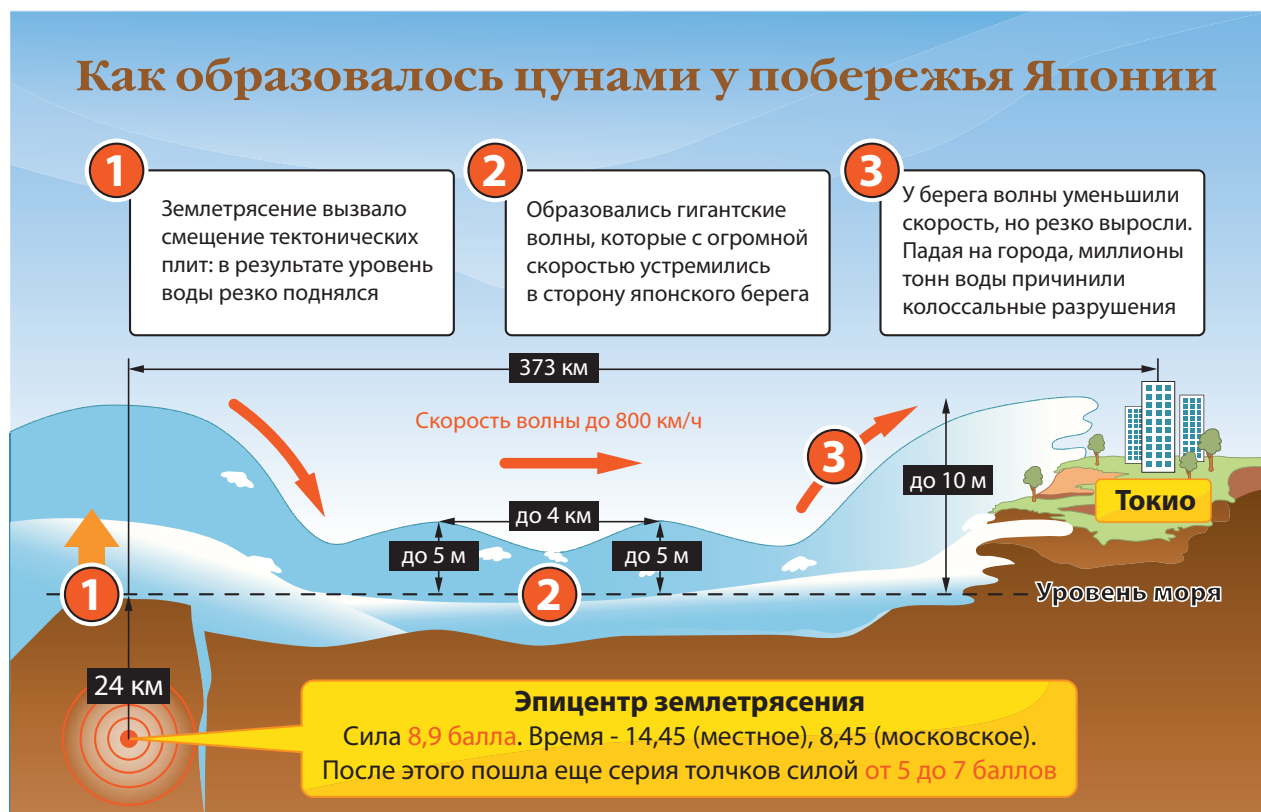 Как образовалось цунами у побережья Японии
1
Землетрясение вызвало
смещение тектонических
плит: в результате уровень
воды резко поднялся
2
Образовались гигантские
волны, которые с огромной
скоростью устремились
в сторону японского берега
3
У берега волны уменьшили
скорость, но резко выросли.
Падая на города, миллионы
тонн воды причинили
колоссальные разрушения
373 км
Скорость волны до 800 км/ч
3
до 10 м
Токио
до 4 км
до 5 м
до 5 м
1
2
Уровень моря
24 км
Эпицентр землетрясения
Сила 8,9 балла. Время - 14,45 (местное), 8,45 (московское).
После этого пошла еще серия толчков силой от 5 до 7 баллов